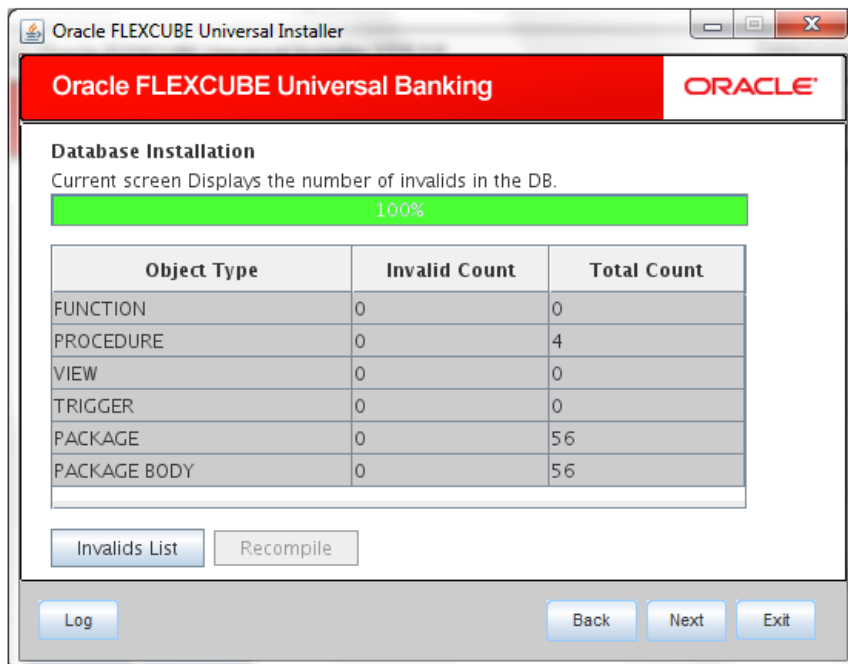 Oracle FLEXCUBE Universal Installer
Oracle FLEXCUBE Universal Banking
ORACLE
Database Installation
Current screen Displays the number of invalids in the DB.
100%
Object Type Invalid Count Total Count
FUNCTION 0 0
PROCEDURE 0 4
VIEW 0 0
TRIGGER 0 0
PACKAGE 0 56
PACKAGE BODY 0 56
Invalids List Recompile
Log Back Next Exit